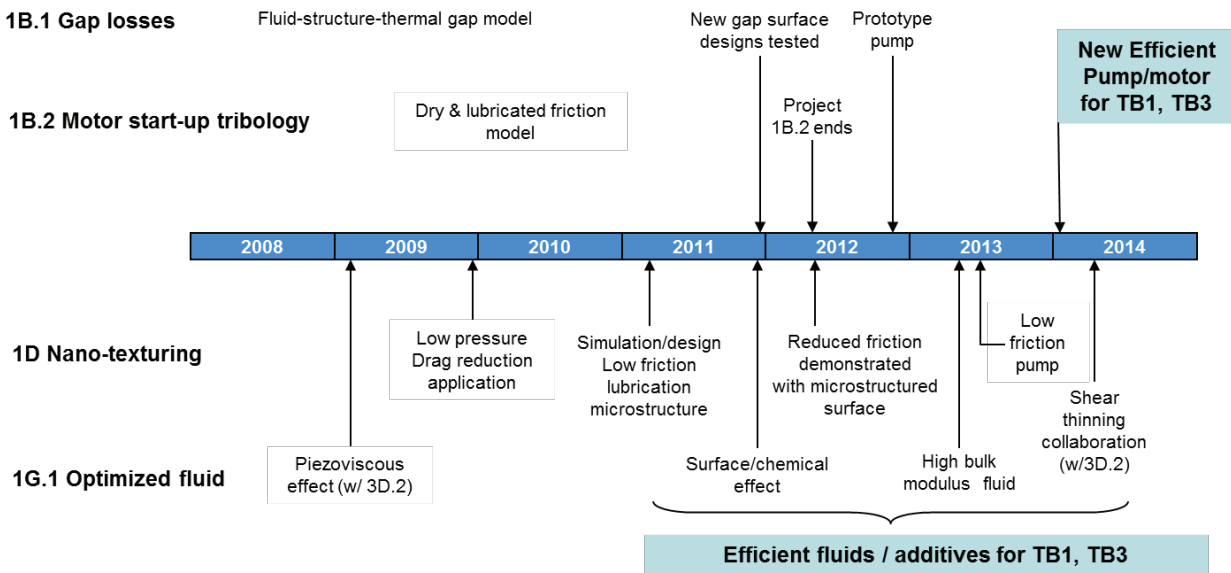 1B.1 Gap losses
Fluid-structure-thermal gap model
New gap surface
designs tested
Prototype
pump
New Efficient
Pump/motor
for TB1, TB3
1B.2 Motor start-up tribology
Dry & lubricated friction
model
Project
1B.2 ends
2008
2009
2010
2011
2012
2013
2014
1D Nano-texturing
Low pressure
Drag reduction
application
Simulation/design
Low friction
lubrication
microstructure
Reduced friction
demonstrated
with microstructured
surface
Low
friction
pump
Shear
thinning
collaboration
(w/3D.2)
1G.1 Optimized fluid
Piezoviscous
effect (w/ 3D.2)
Surface/chemical
effect
High bulk
modulus fluid
Efficient fluids / additives for TB1, TB3